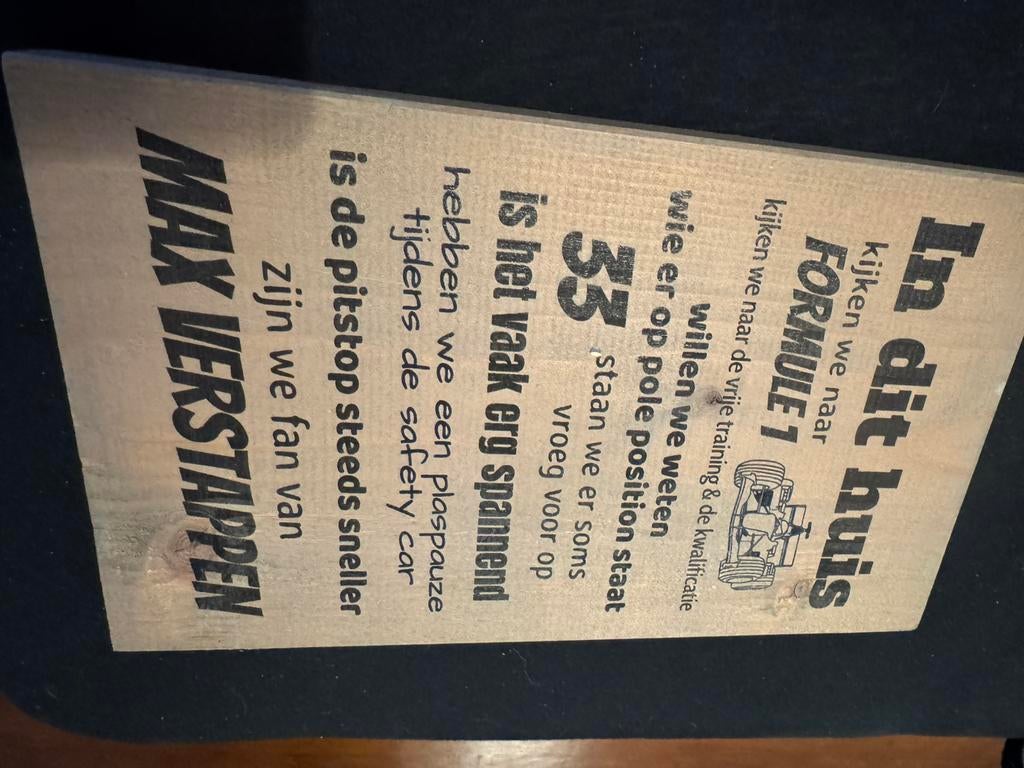 In dit huis
kijken we naar
FORMULE 1
kijken we naar de vrije training & de kwalificatie
willen we weten
wie er op pole position staat
33 staan we er soms
vroeg voor op
is het vaak erg spannend
hebben we een plaspauze
tijdens de safety car
is de pitstop steeds sneller
zijn we fan van
MAX VERSTAPPEN